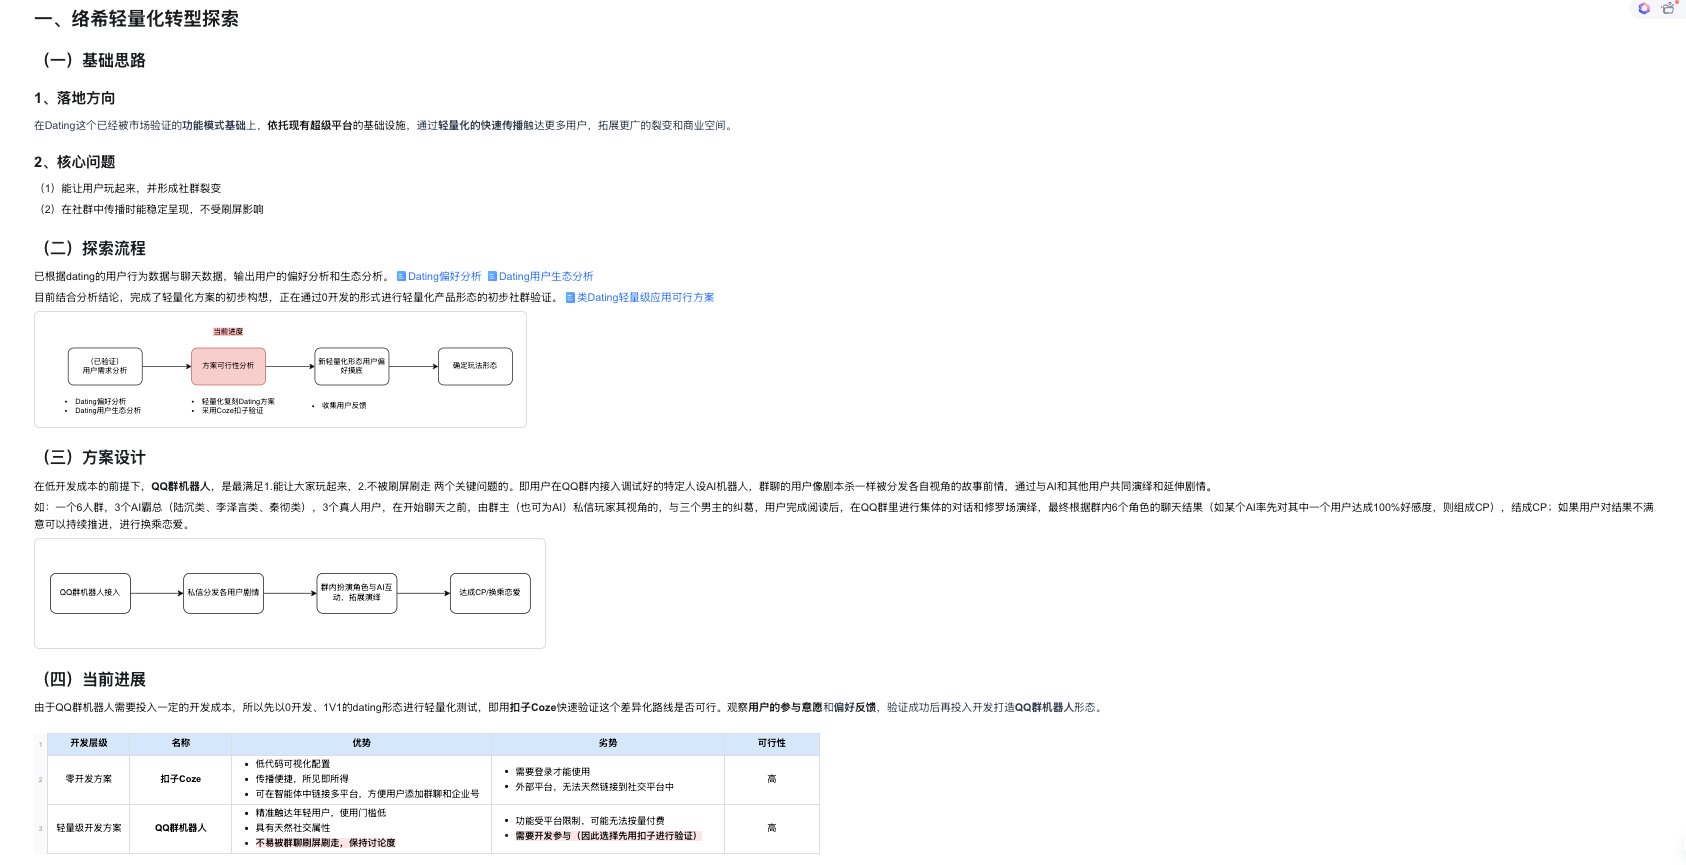 一、络希轻量化转型探索
（一）基础思路
1、落地方向
在Dating这个已经被市场验证的功能模式基础上，依托现有超级平台的基础设施，通过轻量化的快速传播触达更多用户，拓展更广的裂变和商业空间。
2、核心问题
（1）能让用户玩起来，并形成社群裂变
（2）在社群中传播时能稳定呈现，不受刷屏影响
（二）探索流程
已根据dating的用户行为数据与聊天数据，输出用户的偏好分析和生态分析。 Dating偏好分析 Dating用户生态分析
目前结合分析结论，完成了轻量化方案的初步构想，正在通过0开发的形式进行轻量化产品形态的初步社群验证。 类Dating轻量级应用可行方案
当前进度
（已验证）
用户需求分析
方案可行性分析
新轻量化形态用户偏
好摸底
确定玩法形态
• Dating偏好分析
• Dating用户生态分析
• 轻量化复刻Dating方案
• 采用Coze扣子验证
• 收集用户反馈
（三）方案设计
在低开发成本的前提下，QQ群机器人，是最满足1.能让大家玩起来，2.不被刷屏刷走 两个关键问题的。即用户在QQ群内接入调试好的特定人设AI机器人，群聊的用户像剧本杀一样被分发各自视角的故事前情，通过与AI和其他用户共同演绎和延伸剧情。
如：一个6人群，3个AI霸总（陆沉类、李泽言类、秦彻类），3个真人用户，在开始聊天之前，由群主（也可为AI）私信玩家其视角的，与三个男主的纠葛，用户完成阅读后，在QQ群里进行集体的对话和修罗场演绎，最终根据群内6个角色的聊天结果（如某个AI率先对其中一个用户达成100%好感度，则组成CP），结成CP；如果用户对结果不满
意可以持续推进，进行换乘恋爱。
QQ群机器人接入
私信分发各用户剧情
群内扮演角色与AI互
动，拓展演绎
达成CP/换乘恋爱
（四）当前进展
由于QQ群机器人需要投入一定的开发成本，所以先以0开发、1V1的dating形态进行轻量化测试，即用扣子Coze快速验证这个差异化路线是否可行。观察用户的参与意愿和偏好反馈，验证成功后再投入开发打造QQ群机器人形态。
1 开发层级 名称 优势 劣势 可行性
2 零开发方案 扣子Coze
• 低代码可视化配置
• 传播便捷，所见即所得
• 可在智能体中链接多平台，方便用户添加群聊和企业号
• 需要登录才能使用
• 外部平台，无法天然链接到社交平台中
高
3 轻量级开发方案 QQ群机器人
• 精准触达年轻用户，使用门槛低
• 具有天然社交属性
• 不易被群聊刷屏刷走，保持讨论度
• 功能受平台限制，可能无法按量付费
• 需要开发参与（因此选择先用扣子进行验证）
高